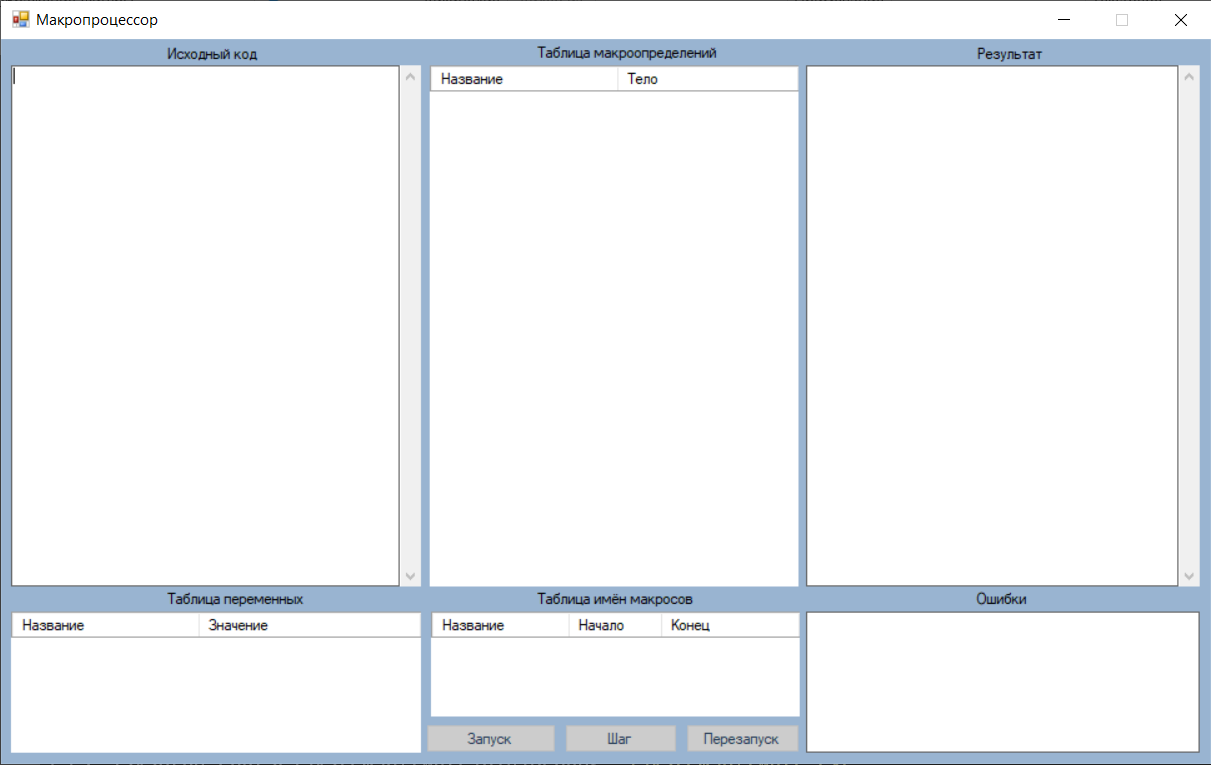 Макропроцессор
Исходный код
Таблица макроопределений
Результат
Название Тело
Таблица переменных
Таблица имён макросов
Ошибки
Название Значение
Название Начало Конец
Запуск Шаг Перезапуск